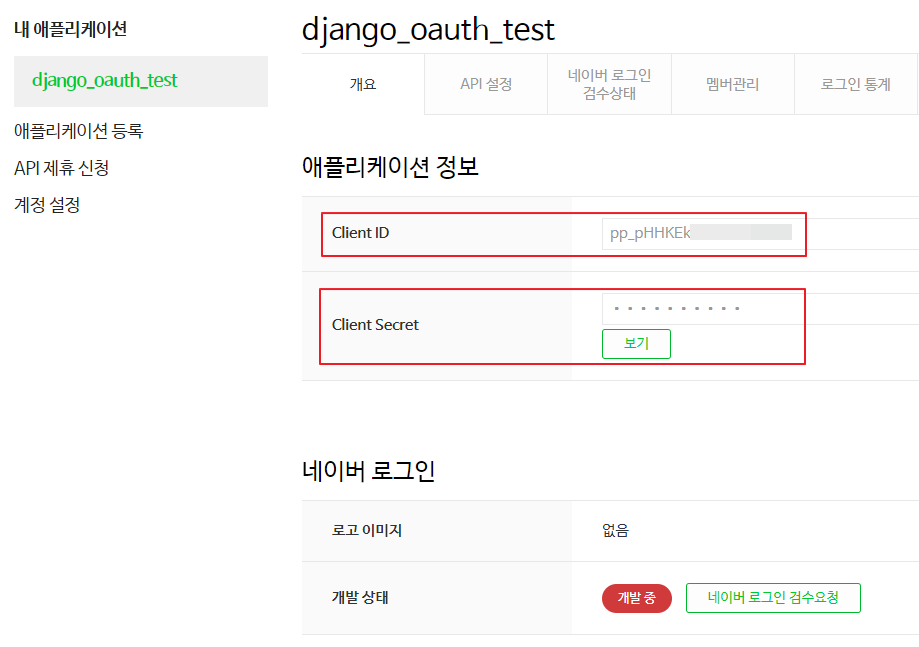 내 애플리케이션
django_oauth_test
애플리케이션 등록
API 제휴 신청
계정 설정
django_oauth_test
개요
API 설정
네이버 로그인
검수상태
멤버관리
로그인 통계
애플리케이션 정보
Client ID
pp_pHHKEk
Client Secret
• • • • • • • • • •
보기
네이버 로그인
로고 이미지
없음
개발 상태
개발 중
네이버 로그인 검수요청